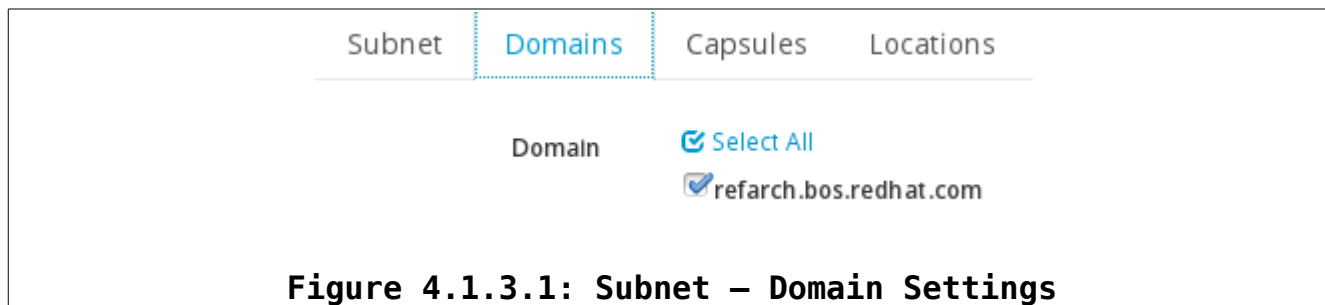 Subnet Domains Capsules Locations
Domain Select All
refarch.bos.redhat.com
Figure 4.1.3.1: Subnet – Domain Settings